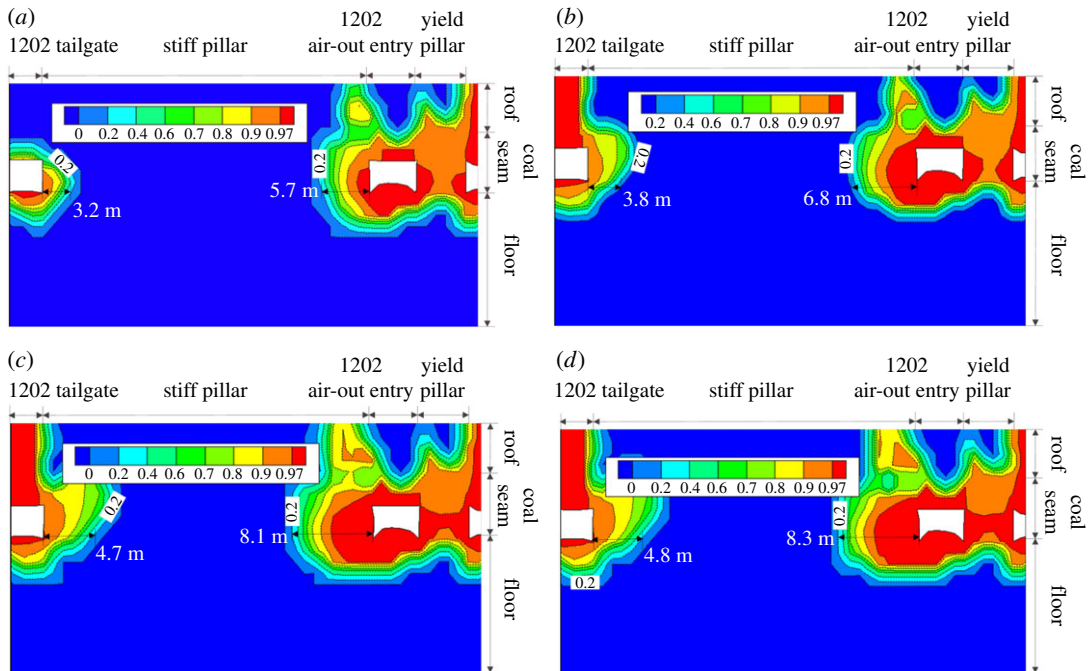 (a)
1202
yield
1202 tailgate
stiff pillar
air-out entry
pillar
0 0.2 0.4 0.6 0.7 0.8 0.9 0.97
0.2
0.2
3.2 m
5.7 m
roof
coal
seam
floor
(b)
1202
yield
1202 tailgate
stiff pillar
air-out entry
pillar
0.2 0.4 0.6 0.7 0.8 0.9 0.97
0.2
0.2
3.8 m
6.8 m
roof
coal
seam
floor
(c)
1202
yield
1202 tailgate
stiff pillar
air-out entry
pillar
0 0.2 0.6 0.7 0.8 0.9 0.97
0.2
0.2
4.7 m
8.1 m
roof
coal
seam
floor
(d)
1202
yield
1202 tailgate
stiff pillar
air-out entry
pillar
0 0.2 0.4 0.6 0.7 0.8 0.9 0.97
0.2
0.2
4.8 m
8.3 m
roof
coal
seam
floor